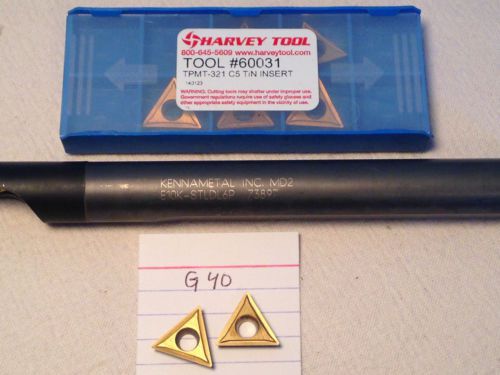 HARVEY TOOL
800-645-5609 www.harveytool.com
TOOL #60031
TPMT-321 C5 TiN INSERT
WARNING: Cutting tools may shatter under improper use.
Government regulations require use of safety glasses and
other appropriate safety equipment in the vicinity of use.
KENNAMETAL INC. MD2
E10K-STLDL6P
G 40